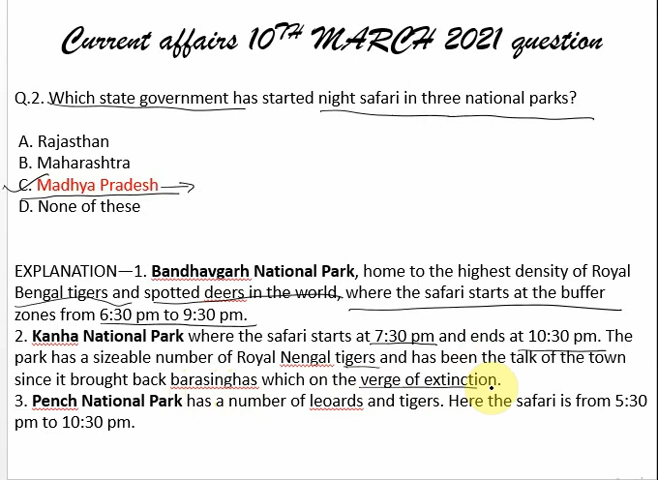 Current affairs 10TH MARCH 2021 question
Q.2. Which state government has started night safari in three national parks?
A. Rajasthan
B. Maharashtra
C. Madhya Pradesh
D. None of these
EXPLANATION—1. Bandhavgarh National Park, home to the highest density of Royal
Bengal tigers and spotted deers in the world, where the safari starts at the buffer
zones from 6:30 pm to 9:30 pm.
2. Kanha National Park where the safari starts at 7:30 pm and ends at 10:30 pm. The
park has a sizeable number of Royal Nengal tigers and has been the talk of the town
since it brought back barasinghas which on the verge of extinction.
3. Pench National Park has a number of leoards and tigers. Here the safari is from 5:30
pm to 10:30 pm.